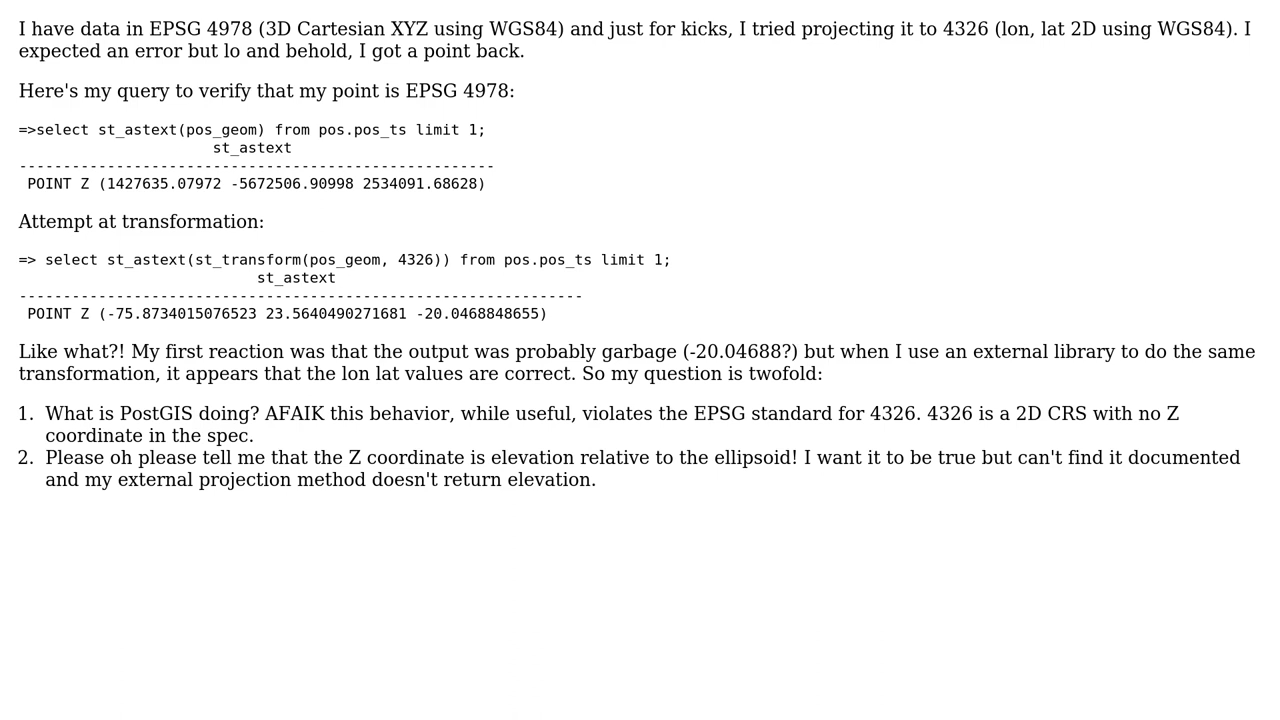 I have data in EPSG 4978 (3D Cartesian XYZ using WGS84) and just for kicks, I tried projecting it to 4326 (lon, lat 2D using WGS84). I
expected an error but lo and behold, I got a point back.
Here's my query to verify that my point is EPSG 4978:
=>select st_astext(pos_geom) from pos.pos_ts limit 1;
st_astext
------------------------------------------------------
POINT Z (1427635.07972 -5672506.90998 2534091.68628)
Attempt at transformation:
=> select st_astext(st_transform(pos_geom, 4326)) from pos.pos_ts limit 1;
st_astext
----------------------------------------------------------------
POINT Z (-75.8734015076523 23.5640490271681 -20.0468848655)
Like what?! My first reaction was that the output was probably garbage (-20.04688?) but when I use an external library to do the same
transformation, it appears that the lon lat values are correct. So my question is twofold:
1. What is PostGIS doing? AFAIK this behavior, while useful, violates the EPSG standard for 4326. 4326 is a 2D CRS with no Z
coordinate in the spec.
2. Please oh please tell me that the Z coordinate is elevation relative to the ellipsoid! I want it to be true but can't find it documented
and my external projection method doesn't return elevation.